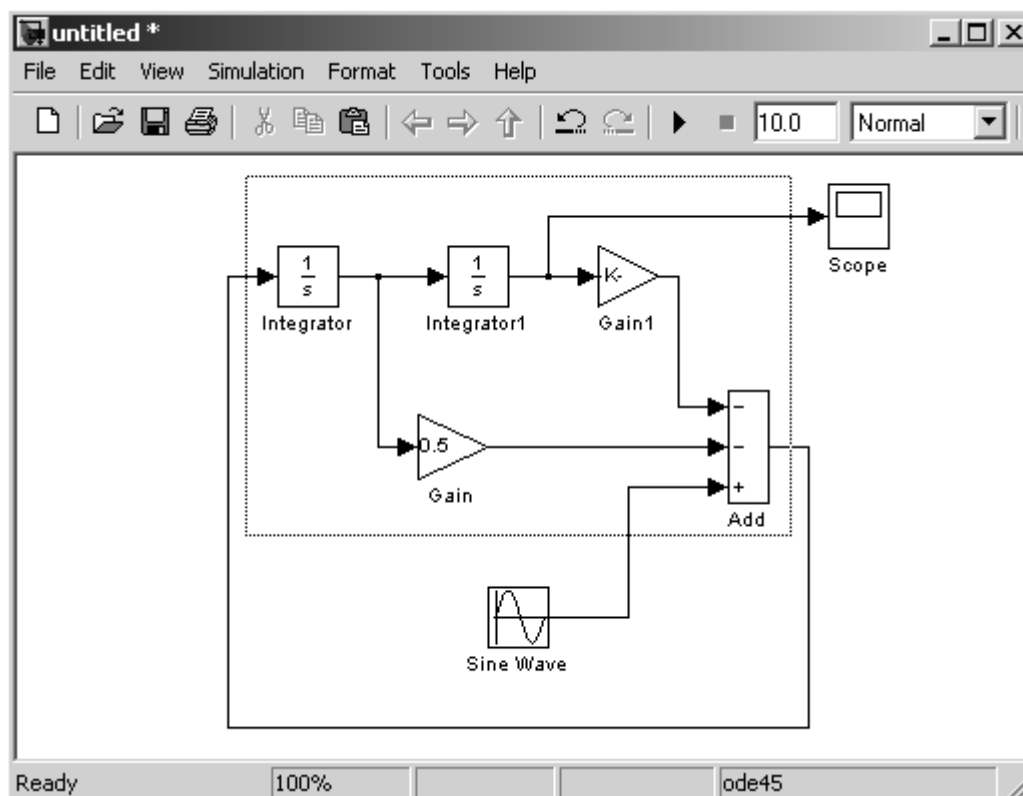 untitled *
File Edit View Simulation Format Tools Help
10.0 Normal
1
s
Integrator
1
s
Integrator1
K-
Gain1
Scope
0.5
Gain
−
−
+
Add
Sine Wave
Ready 100% ode45